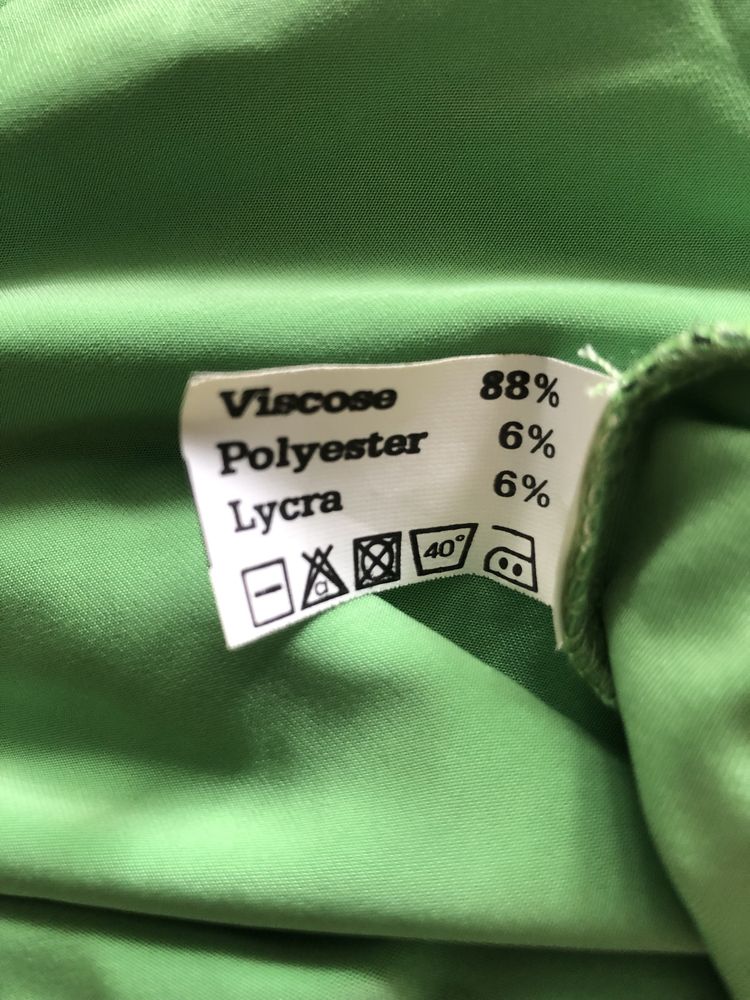 Viscose 88%
Polyester 6%
Lycra 6%
40°